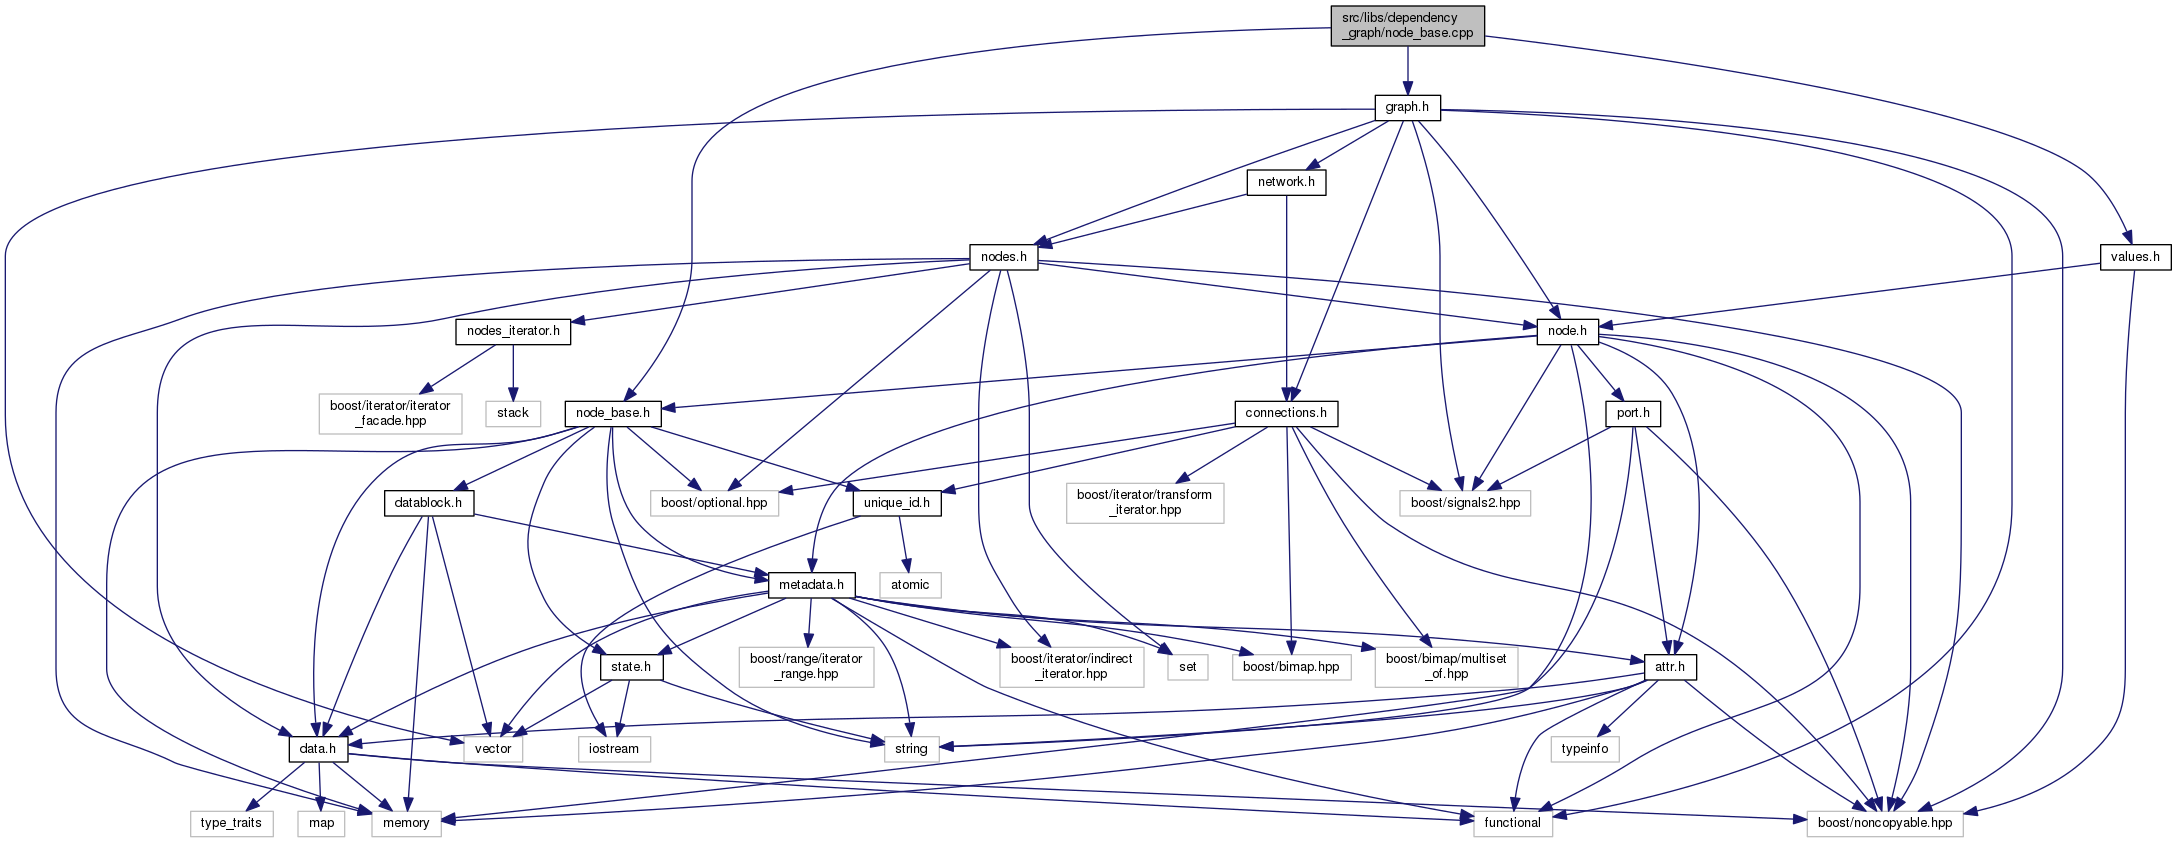 src/libs/dependency
_graph/node_base.cpp
graph.h
network.h
nodes.h
values.h
nodes_iterator.h
node.h
boost/iterator/iterator
_facade.hpp
stack
node_base.h
connections.h
port.h
datablock.h
boost/optional.hpp
unique_id.h
boost/iterator/transform
_iterator.hpp
boost/signals2.hpp
metadata.h
atomic
state.h
boost/range/iterator
_range.hpp
boost/iterator/indirect
_iterator.hpp
set
boost/bimap.hpp
boost/bimap/multiset
_of.hpp
attr.h
data.h
vector
iostream
string
typeinfo
type_traits
map
memory
functional
boost/noncopyable.hpp